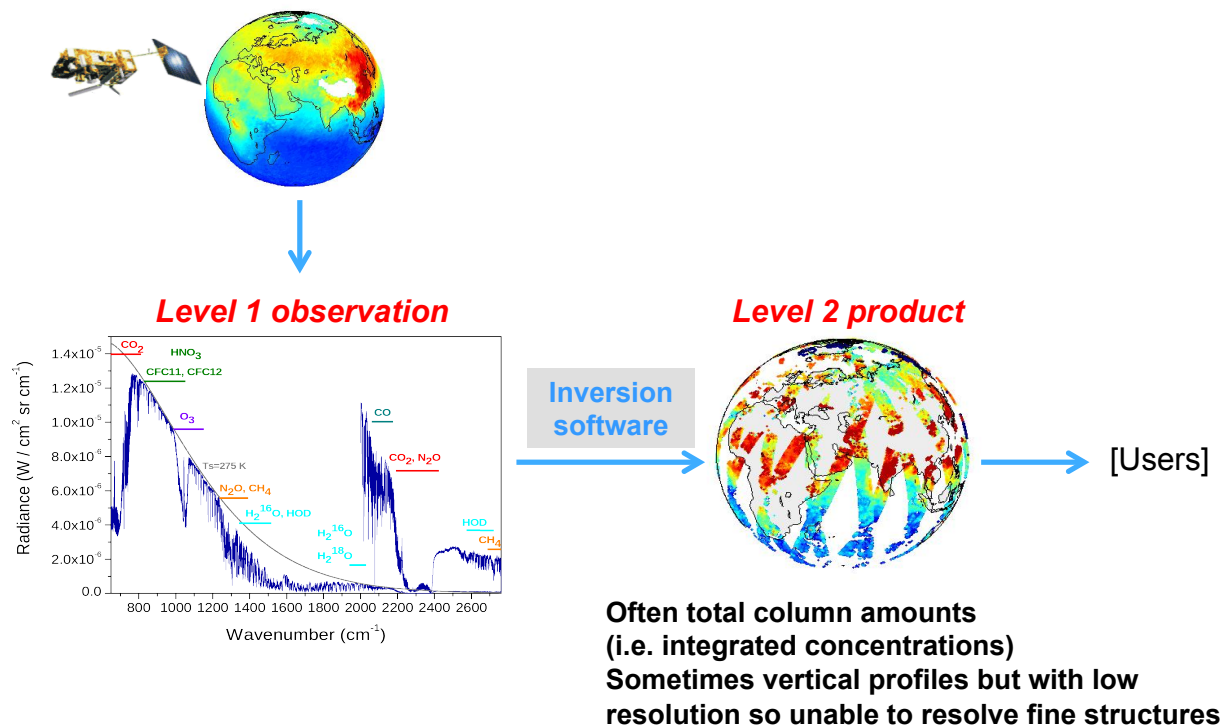 Level 1 observation
Radiance (W / cm² sr cm⁻¹)
1.4x10⁻⁵
1.2x10⁻⁵
1.0x10⁻⁵
8.0x10⁻⁶
6.0x10⁻⁶
4.0x10⁻⁶
2.0x10⁻⁶
0.0
CO₂
HNO₃
CFC11, CFC12
O₃
Ts=275 K
N₂O, CH₄
H₂¹⁶O, HOD
H₂¹⁶O
H₂¹⁸O
CO
CO₂, N₂O
HOD
CH₄
800 1000 1200 1400 1600 1800 2000 2200 2400 2600
Wavenumber (cm⁻¹)
Inversion
software
Level 2 product
[Users]
Often total column amounts
(i.e. integrated concentrations)
Sometimes vertical profiles but with low
resolution so unable to resolve fine structures